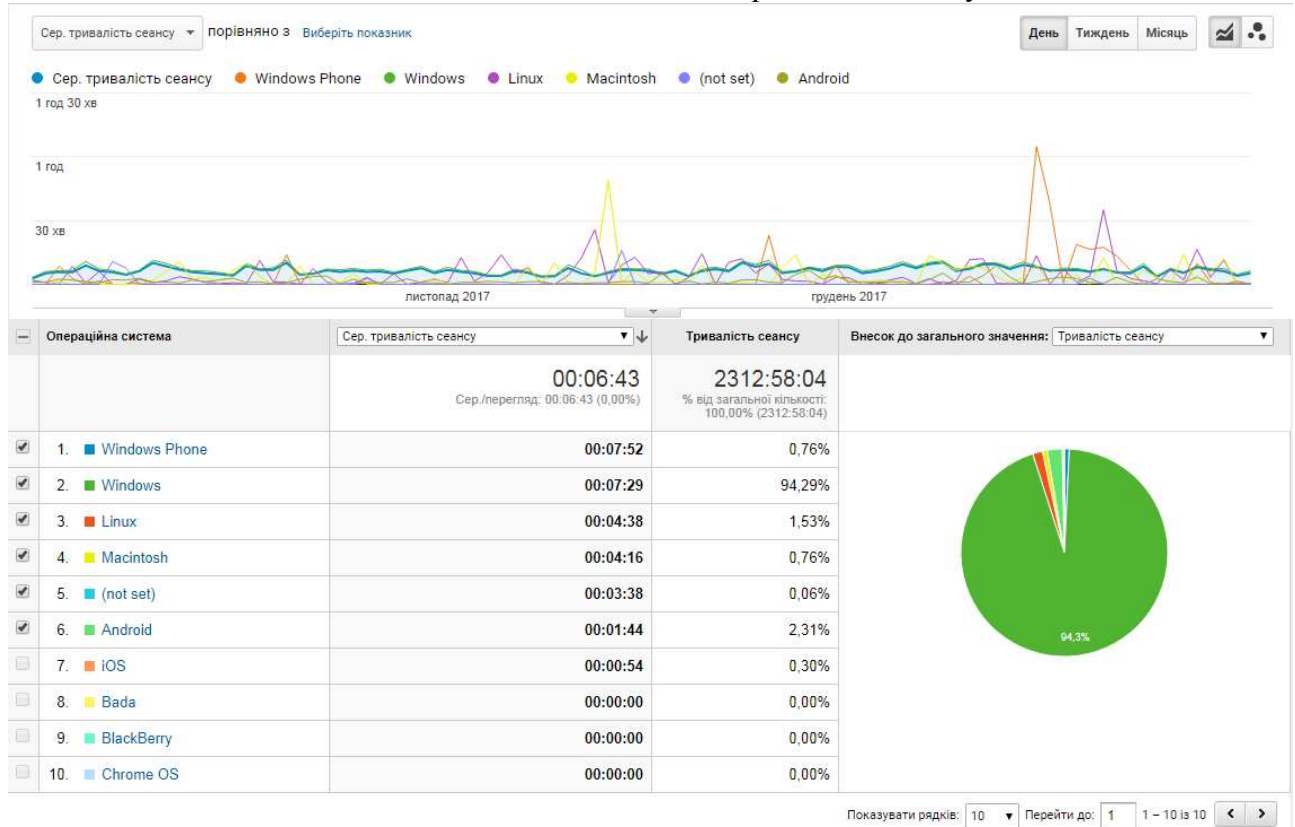 Сер. тривалість сеансу порівняно з Виберіть показник День Тиждень Місяць
Сер. тривалість сеансу Windows Phone Windows Linux Macintosh (not set) Android
1 год 30 хв
1 год
30 хв
листопад 2017 грудень 2017
Операційна система Сер. тривалість сеансу Тривалість сеансу Внесок до загального значення: Тривалість сеансу
00:06:43 2312:58:04
Сер./перегляд: 00:06:43 (0,00%) % від загальної кількості:
100,00% (2312:58:04)
1. Windows Phone 00:07:52 0,76%
2. Windows 00:07:29 94,29%
3. Linux 00:04:38 1,53%
4. Macintosh 00:04:16 0,76%
5. (not set) 00:03:38 0,06%
6. Android 00:01:44 2,31%
94,3%
7. iOS 00:00:54 0,30%
8. Bada 00:00:00 0,00%
9. BlackBerry 00:00:00 0,00%
10. Chrome OS 00:00:00 0,00%
Показувати рядків: 10 Перейти до: 1 1 – 10 із 10